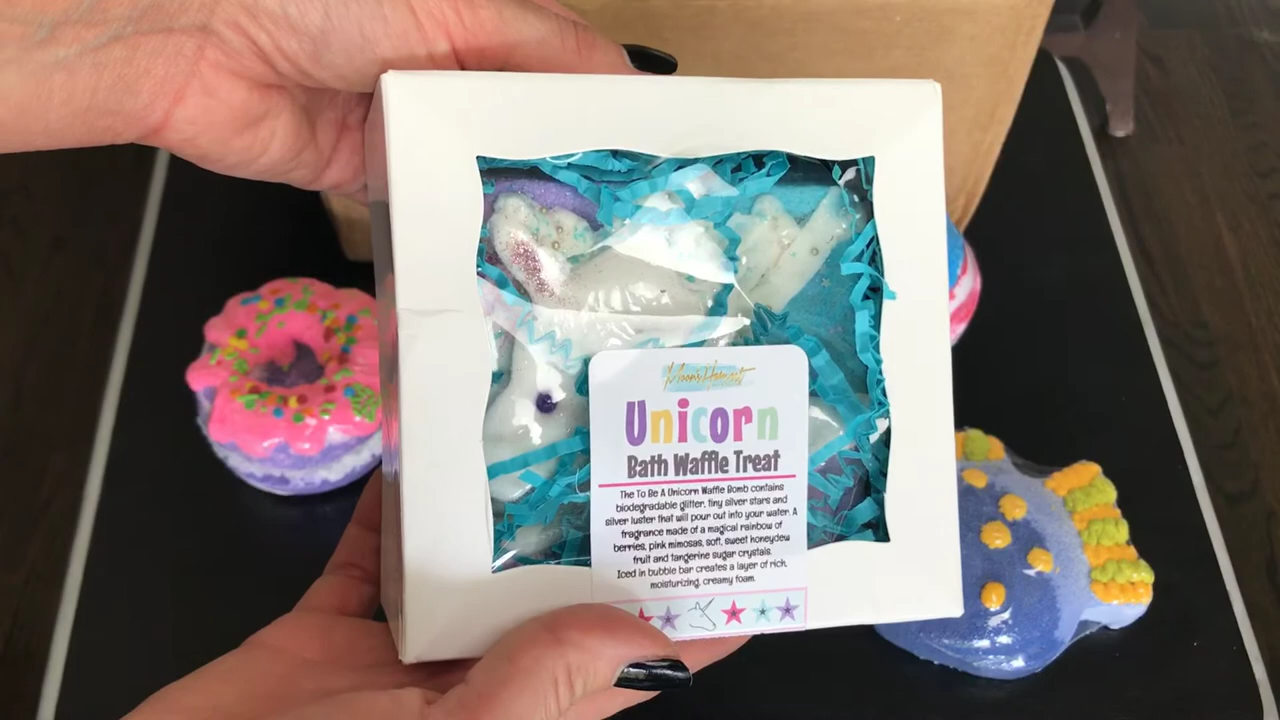 Moon's Harvest
Unicorn
Bath Waffle Treat
The To Be A Unicorn Waffle Bomb contains
biodegradable glitter, tiny silver stars and
silver luster that will pour out into your water. A
fragrance made of a magical rainbow of
berries, pink mimosas, soft, sweet honeydew
fruit and tangerine sugar crystals.
Iced in bubble bar creates a layer of rich,
moisturizing, creamy foam.